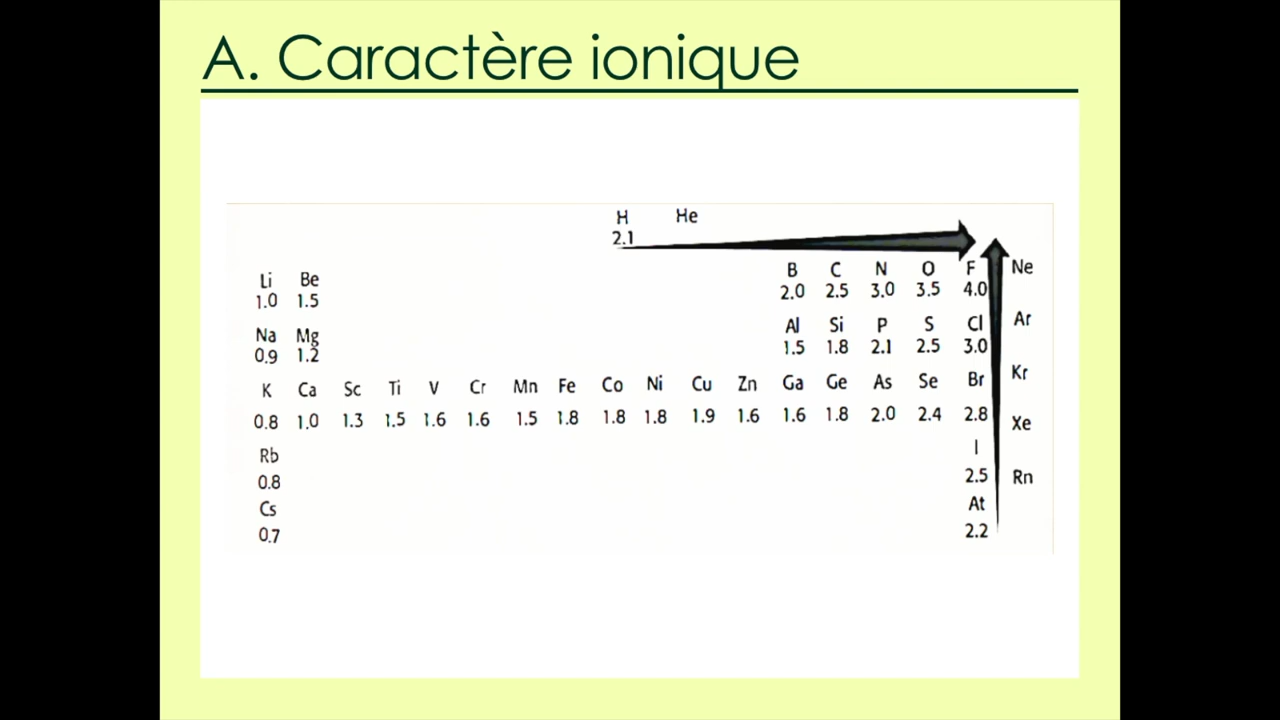 A. Caractère ionique
H He
2.1
Li Be B C N O F Ne
1.0 1.5 2.0 2.5 3.0 3.5 4.0
Na Mg Al Si P S Cl Ar
0.9 1.2 1.5 1.8 2.1 2.5 3.0
K Ca Sc Ti V Cr Mn Fe Co Ni Cu Zn Ga Ge As Se Br Kr
0.8 1.0 1.3 1.5 1.6 1.6 1.5 1.8 1.8 1.8 1.9 1.6 1.6 1.8 2.0 2.4 2.8
Rb I Xe
0.8 2.5
Cs At Rn
0.7 2.2